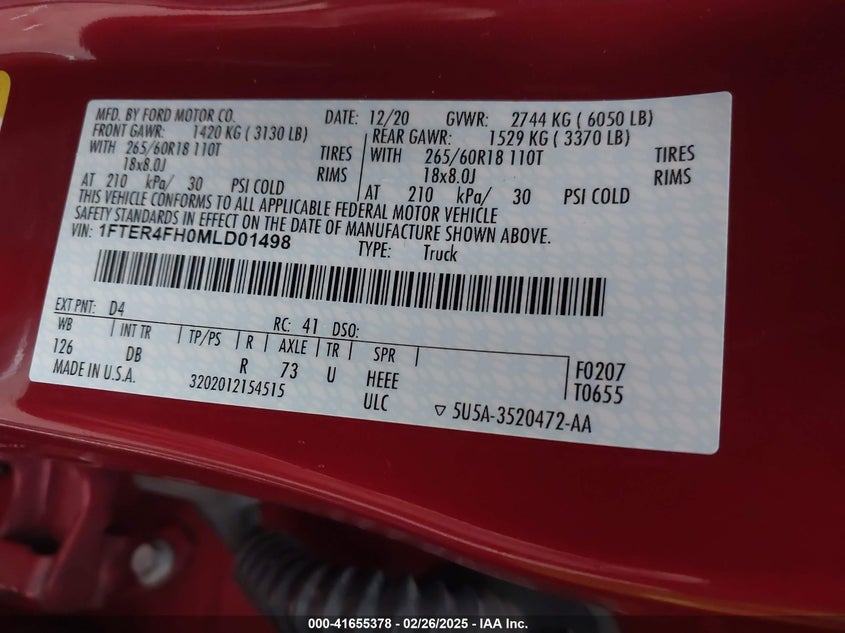 MFD. BY FORD MOTOR CO. DATE: 12/20 GVWR: 2744 KG ( 6050 LB)
FRONT GAWR: 1420 KG ( 3130 LB) REAR GAWR: 1529 KG ( 3370 LB)
WITH 265/60R18 110T TIRES WITH 265/60R18 110T TIRES
18x8.0J RIMS 18x8.0J RIMS
AT 210 kPa/ 30 PSI COLD AT 210 kPa/ 30 PSI COLD
THIS VEHICLE CONFORMS TO ALL APPLICABLE FEDERAL MOTOR VEHICLE
SAFETY STANDARDS IN EFFECT ON THE DATE OF MANUFACTURE SHOWN ABOVE.
VIN: 1FTER4FH0MLD01498 TYPE: Truck
EXT PNT: D4 RC: 41 DSO:
WB INT TR TP/PS R AXLE TR SPR
126 DB R 73 U HEEE F0207
MADE IN U.S.A. 3202012154515 ULC T0655
▽ 5U5A-3520472-AA
000-41655378 - 02/26/2025 - IAA Inc.